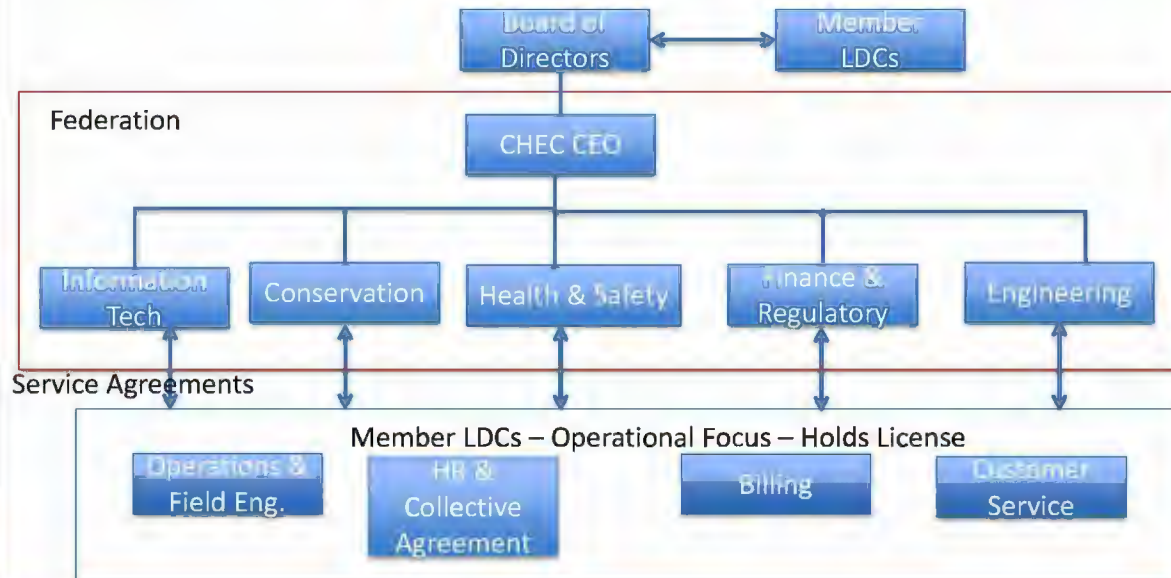 Board of
Directors
Member
LDCs
Federation
CHEC CEO
Information
Tech
Conservation
Health & Safety
Finance &
Regulatory
Engineering
Service Agreements
Member LDCs – Operational Focus – Holds License
Operations &
Field Eng.
HR &
Collective
Agreement
Billing
Customer
Service